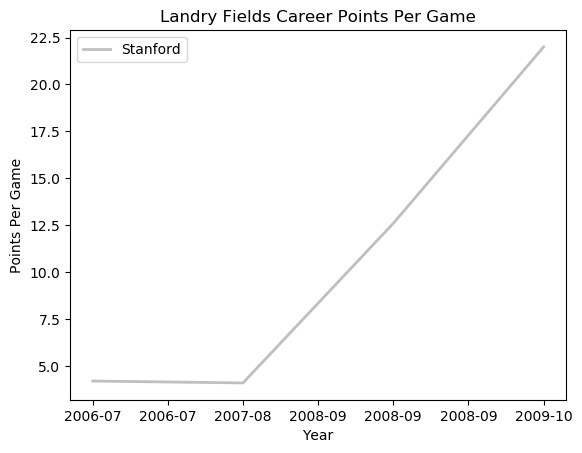 Landry Fields Career Points Per Game
Stanford
22.5
20.0
17.5
15.0
12.5
10.0
7.5
5.0
Points Per Game
2006-07 2006-07 2007-08 2008-09 2008-09 2008-09 2009-10
Year